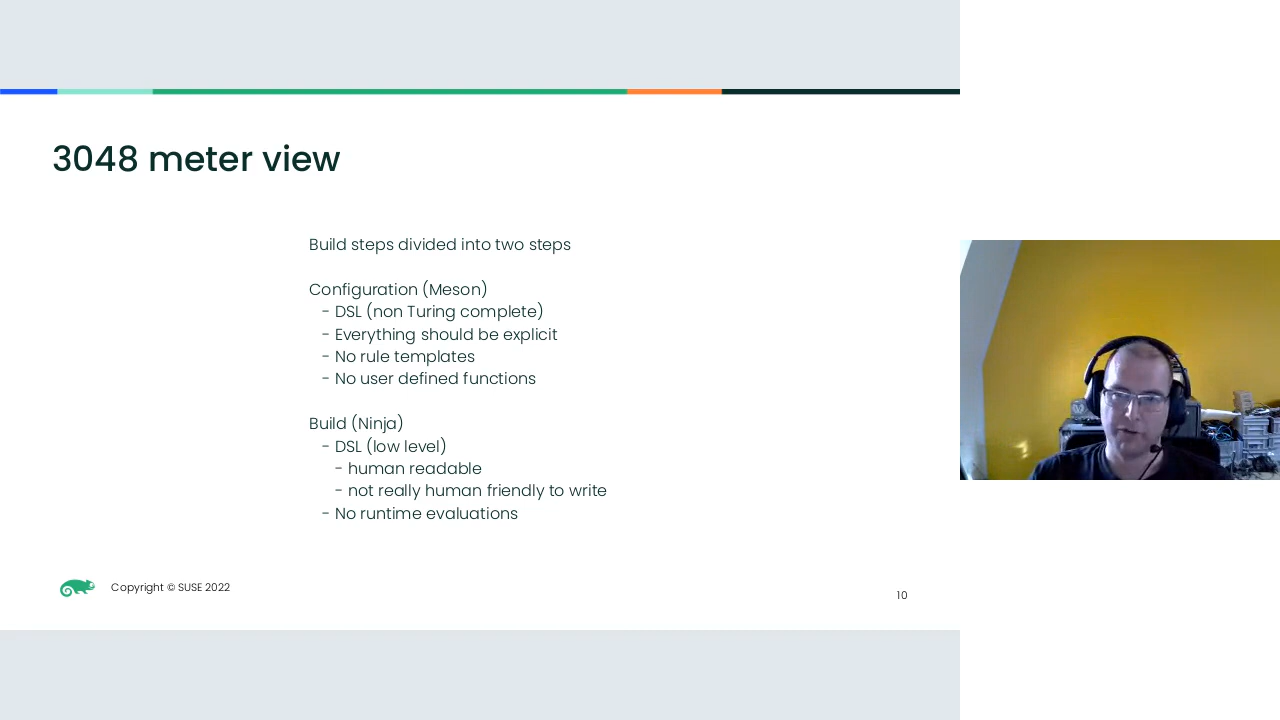 3048 meter view
Build steps divided into two steps
Configuration (Meson)
- DSL (non Turing complete)
- Everything should be explicit
- No rule templates
- No user defined functions
Build (Ninja)
- DSL (low level)
- human readable
- not really human friendly to write
- No runtime evaluations
Copyright © SUSE 2022
10